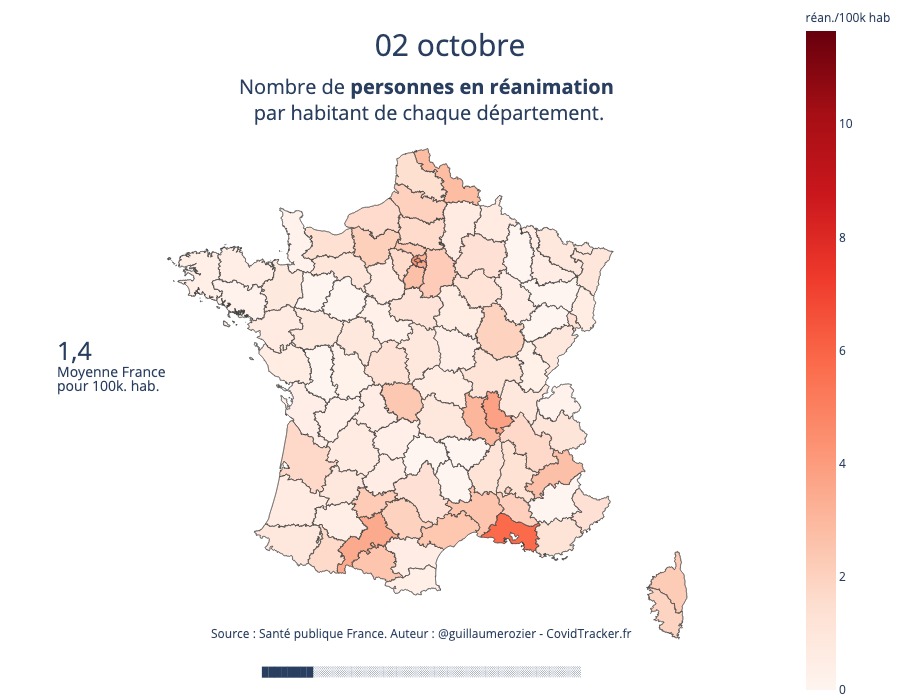 réan./100k hab
02 octobre
Nombre de personnes en réanimation
par habitant de chaque département.
10
8
6
4
2
0
1,4
Moyenne France
pour 100k. hab.
Source : Santé publique France. Auteur : @guillaumerozier - CovidTracker.fr